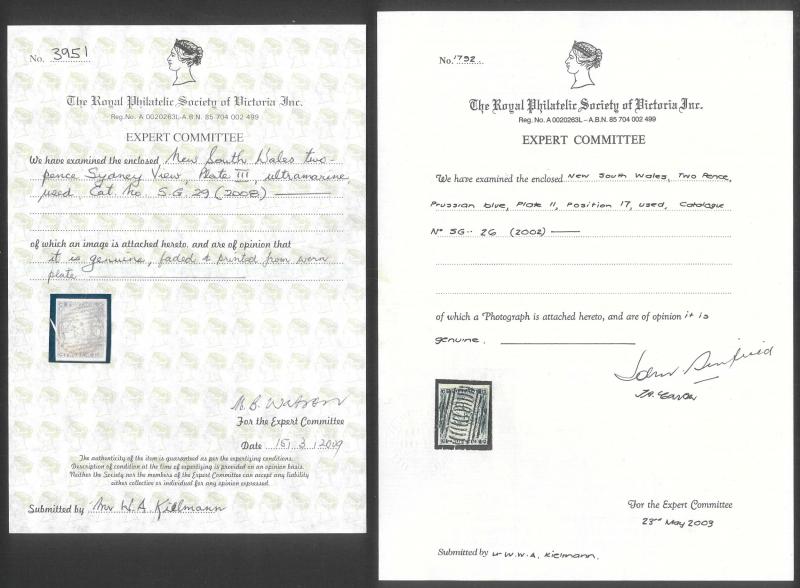 No. 3951
The Royal Philatelic Society of Victoria Inc.
Reg.No. A 0020263L-A.B.N. 85 704 002 499
EXPERT COMMITTEE
We have examined the enclosed New South Wales two-
pence Sydney View, Plate III, ultramarine,
used, Cat. No. S.G. 29 (2008)
of which an image is attached hereto, and are of opinion that
it is genuine, faded & printed from worn
plate
M.B. Watson
For the Expert Committee
Date 15, 3, 2009
The authenticity of the item is guaranteed as per the expertizing conditions.
Description of condition at the time of expertizing is provided on an opinion basis.
Neither the Society nor the members of the Expert Committee can accept any liability
either collective or individual for any opinion expressed.
Submitted by Mr W.A. Kielmann
No. 1792
The Royal Philatelic Society of Victoria, Inc.
Reg. No. A 0020263L – A.B.N. 85 704 002 499
EXPERT COMMITTEE
We have examined the enclosed New South Wales, Two Pence,
Prussian blue, Plate II, Position 17, used, Catalogue
No SG.. 26 (2002)
of which a Photograph is attached hereto, and are of opinion it is
genuine.
John
For the Expert Committee
23rd May 2003
Submitted by W.A. Kielmann.